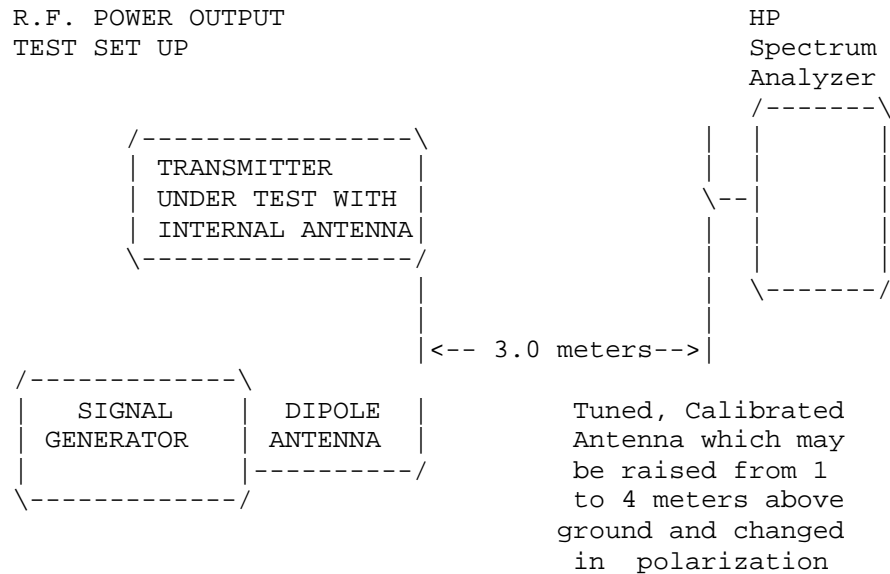 R.F. POWER OUTPUT
TEST SET UP
HP
Spectrum
Analyzer
TRANSMITTER
UNDER TEST WITH
INTERNAL ANTENNA
<-- 3.0 meters-->
SIGNAL
GENERATOR
DIPOLE
ANTENNA
Tuned, Calibrated
Antenna which may
be raised from 1
to 4 meters above
ground and changed
in polarization